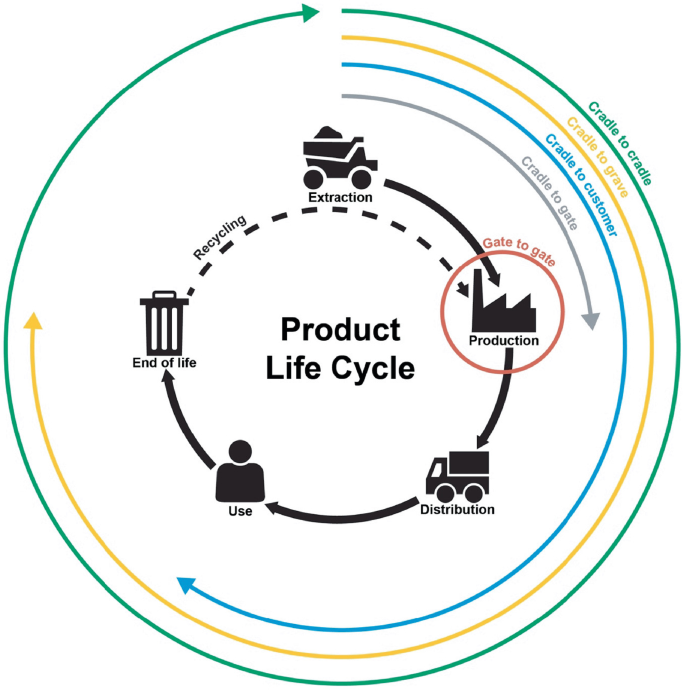 Cradle to cradle
Cradle to grave
Cradle to customer
Cradle to gate
Extraction
Recycling
Gate to gate
Production
Product
Life Cycle
End of life
Use
Distribution